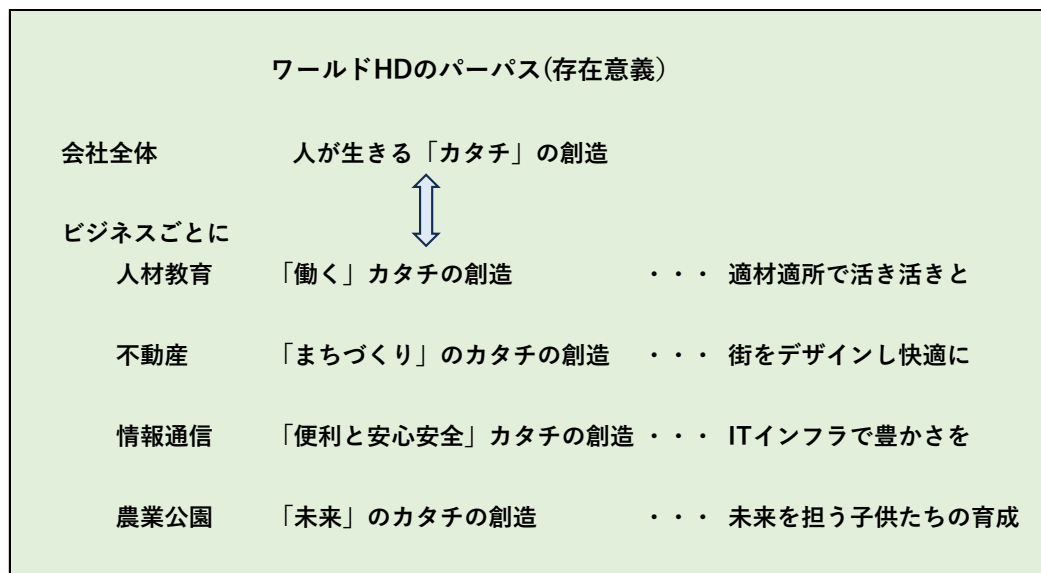 ワールドHDのパーパス(存在意義)
会社全体 人が生きる「カタチ」の創造
ビジネスごとに
人材教育 「働く」カタチの創造 ・・・ 適材適所で活き活きと
不動産 「まちづくり」のカタチの創造 ・・・ 街をデザインし快適に
情報通信 「便利と安心安全」カタチの創造 ・・・ ITインフラで豊かさを
農業公園 「未来」のカタチの創造 ・・・ 未来を担う子供たちの育成